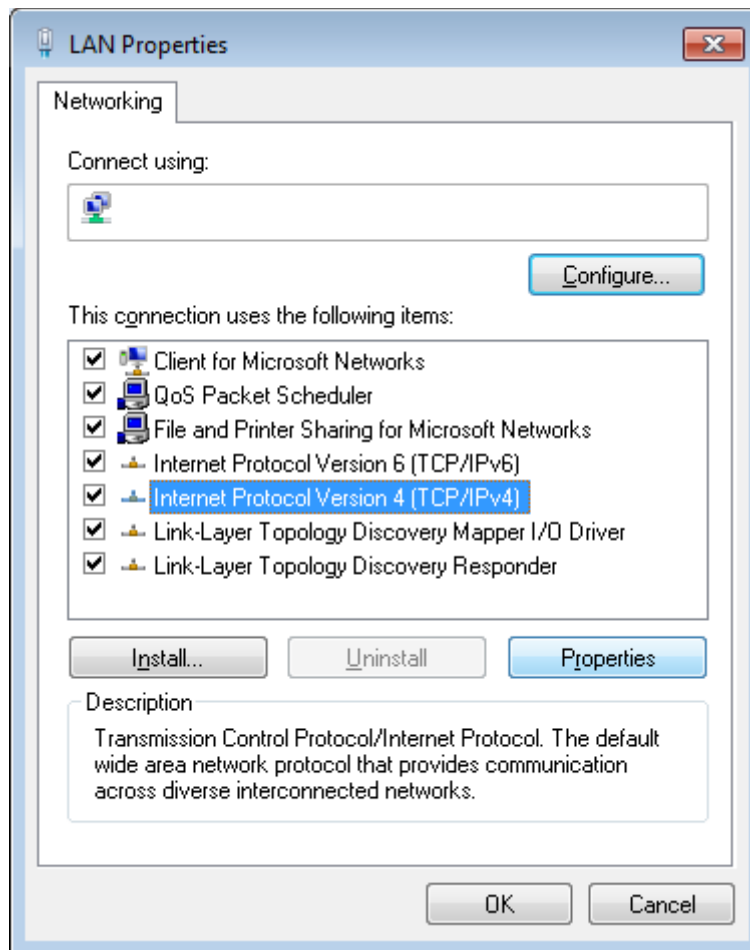 LAN Properties
Networking
Connect using:
Configure...
This connection uses the following items:
Client for Microsoft Networks
QoS Packet Scheduler
File and Printer Sharing for Microsoft Networks
Internet Protocol Version 6 (TCP/IPv6)
Internet Protocol Version 4 (TCP/IPv4)
Link-Layer Topology Discovery Mapper I/O Driver
Link-Layer Topology Discovery Responder
Install... Uninstall Properties
Description
Transmission Control Protocol/Internet Protocol. The default
wide area network protocol that provides communication
across diverse interconnected networks.
OK Cancel